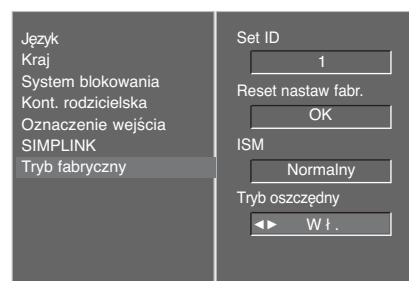 Język
Kraj
System blokowania
Kont. rodzicielska
Oznaczenie wejścia
SIMPLINK
Tryb fabryczny
Set ID
1
Reset nastaw fabr.
OK
ISM
Normalny
Tryb oszczędny
◄► Wł.